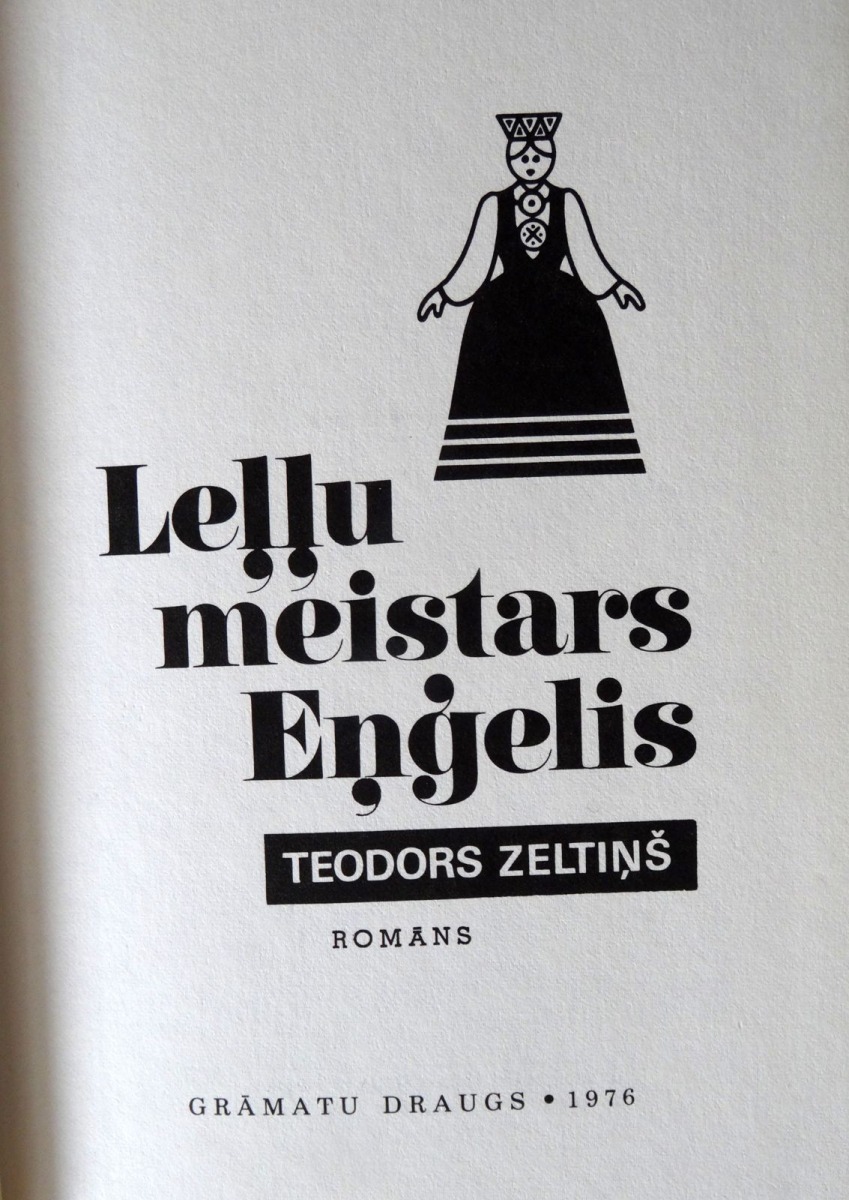 Leļļu
meistars
Eņģelis
TEODORS ZELTIŅŠ
ROMĀNS
GRĀMATU DRAUGS • 1976